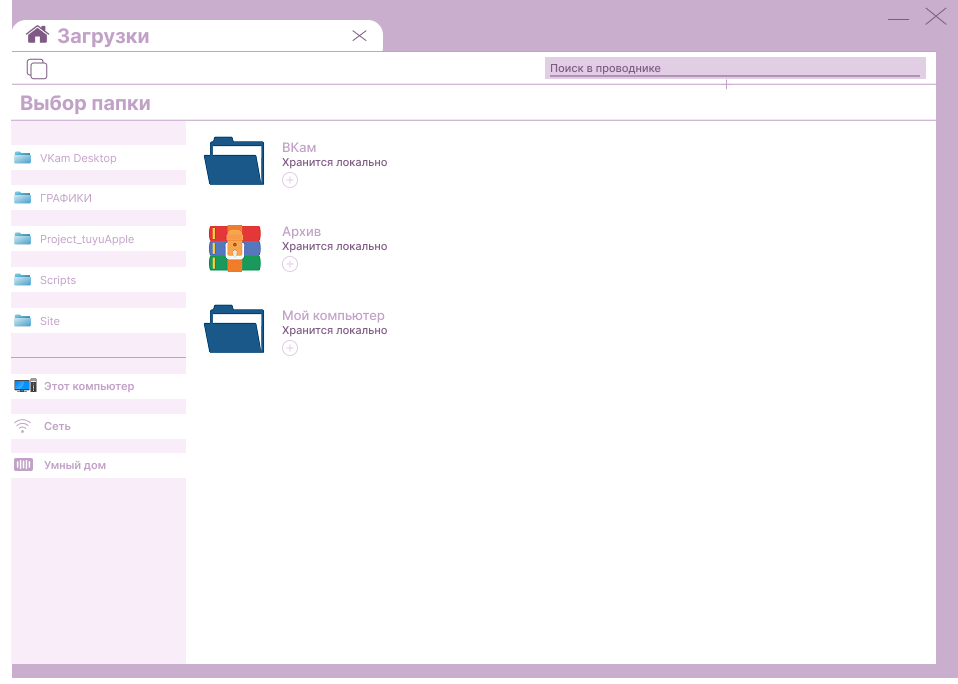 Загрузки
Поиск в проводнике
Выбор папки
VKam Desktop
ГРАФИКИ
Project_tuyuApple
Scripts
Site
Этот компьютер
Сеть
Умный дом
ВКам
Хранится локально
Архив
Хранится локально
Мой компьютер
Хранится локально